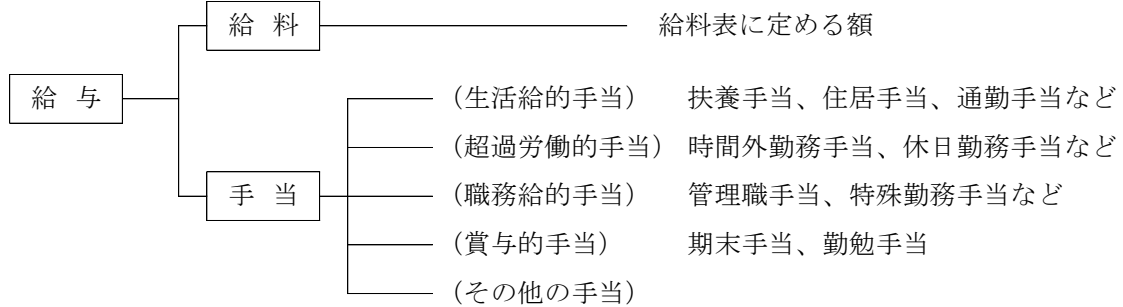 給 料 給料表に定める額
給 与 (生活給的手当) 扶養手当、住居手当、通勤手当など
(超過労働的手当) 時間外勤務手当、休日勤務手当など
手 当 (職務給的手当) 管理職手当、特殊勤務手当など
(賞与的手当) 期末手当、勤勉手当
(その他の手当)